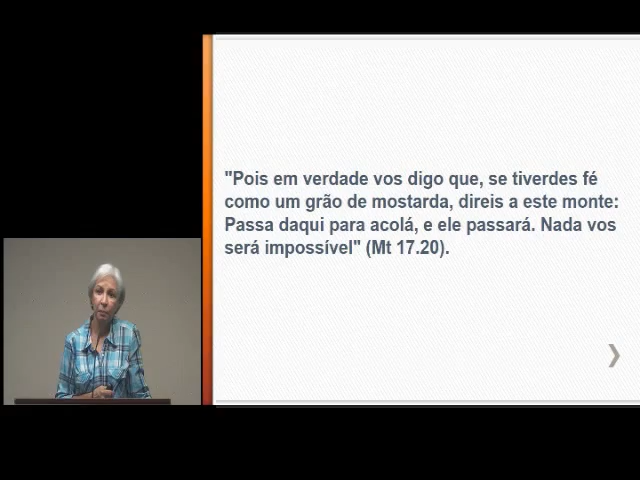 "Pois em verdade vos digo que, se tiverdes fé
como um grão de mostarda, direis a este monte:
Passa daqui para acolá, e ele passará. Nada vos
será impossível" (Mt 17.20).